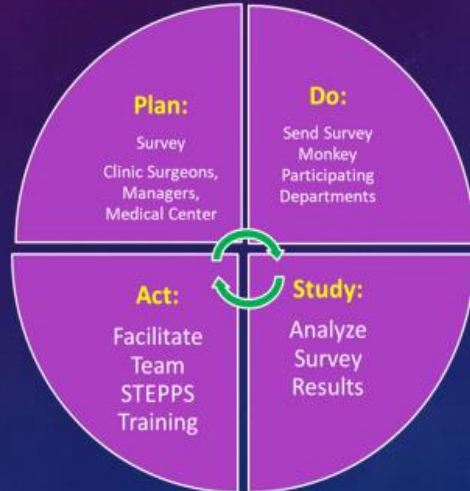 Plan:
Survey
Clinic Surgeons,
Managers,
Medical Center
Do:
Send Survey
Monkey
Participating
Departments
Act:
Facilitate
Team
STEPPS
Training
Study:
Analyze
Survey
Results